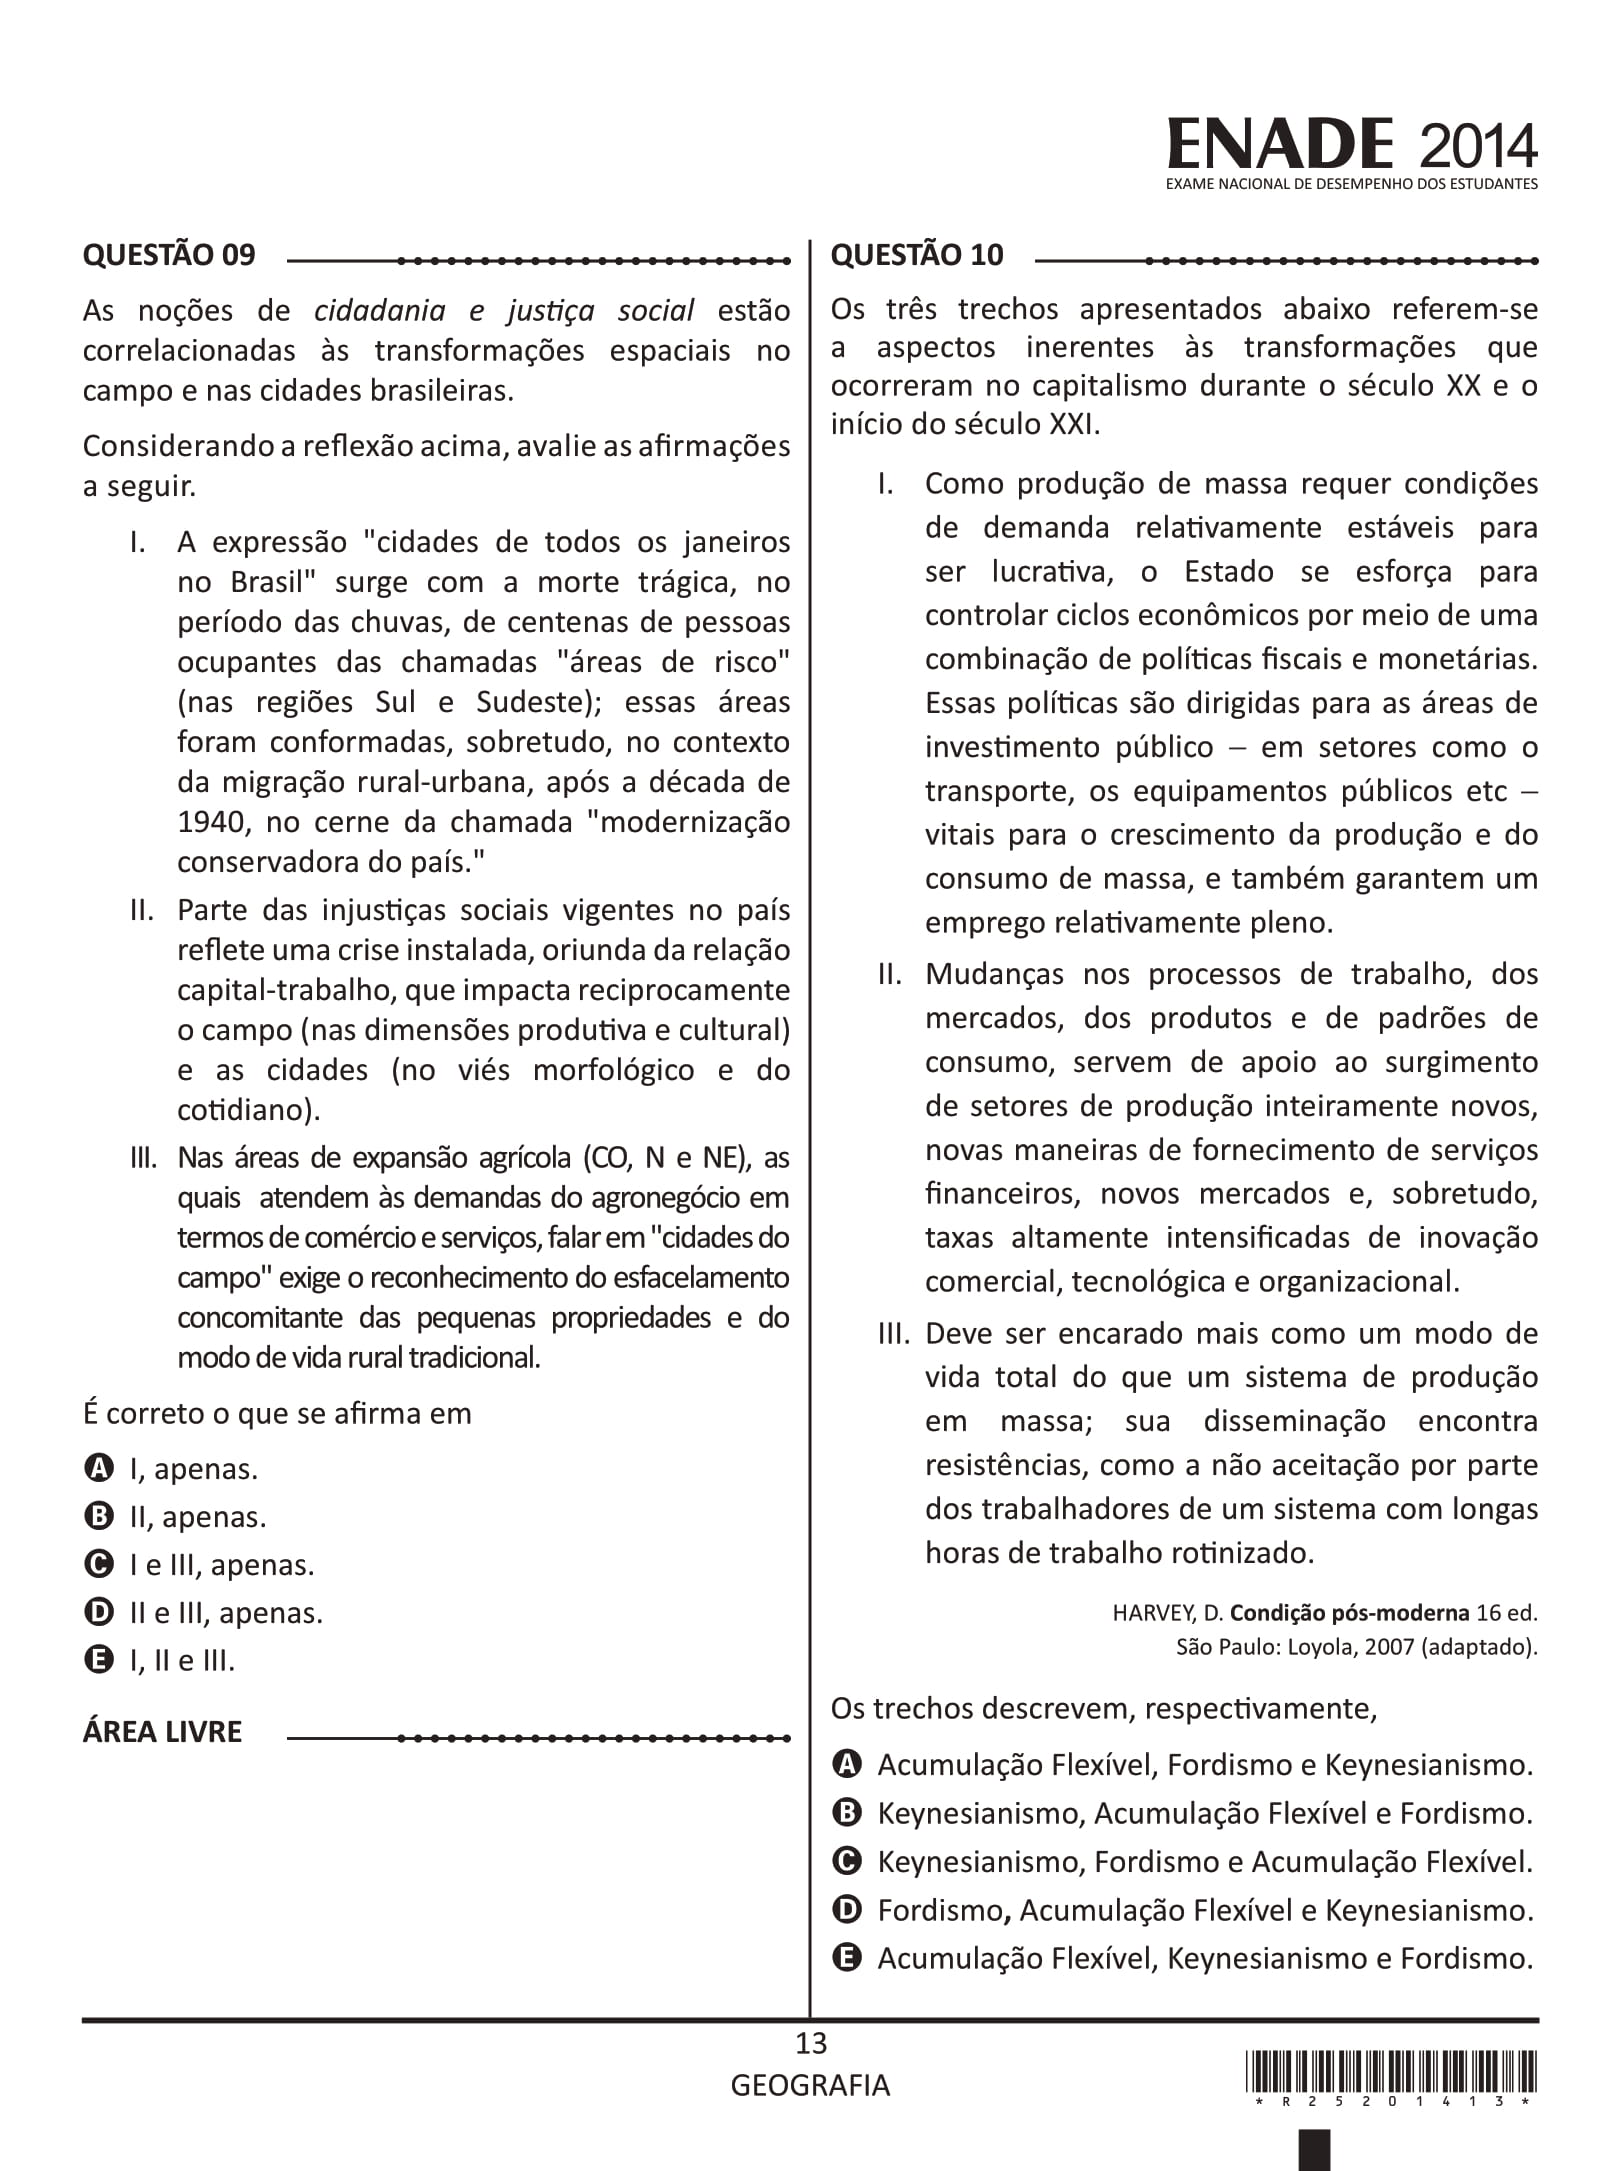 ENADE 2014
EXAME NACIONAL DE DESEMPENHO DOS ESTUDANTES
QUESTÃO 09
As noções de cidadania e justiça social estão
correlacionadas às transformações espaciais no
campo e nas cidades brasileiras.
Considerando a reflexão acima, avalie as afirmações
a seguir.
I. A expressão "cidades de todos os janeiros
no Brasil" surge com a morte trágica, no
período das chuvas, de centenas de pessoas
ocupantes das chamadas "áreas de risco"
(nas regiões Sul e Sudeste); essas áreas
foram conformadas, sobretudo, no contexto
da migração rural-urbana, após a década de
1940, no cerne da chamada "modernização
conservadora do país."
II. Parte das injustiças sociais vigentes no país
reflete uma crise instalada, oriunda da relação
capital-trabalho, que impacta reciprocamente
o campo (nas dimensões produtiva e cultural)
e as cidades (no viés morfológico e do
cotidiano).
III. Nas áreas de expansão agrícola (CO, N e NE), as
quais atendem às demandas do agronegócio em
termos de comércio e serviços, falar em "cidades do
campo" exige o reconhecimento do esfacelamento
concomitante das pequenas propriedades e do
modo de vida rural tradicional.
É correto o que se afirma em
A I, apenas.
B II, apenas.
C I e III, apenas.
D II e III, apenas.
E I, II e III.
ÁREA LIVRE
QUESTÃO 10
Os três trechos apresentados abaixo referem-se
a aspectos inerentes às transformações que
ocorreram no capitalismo durante o século XX e o
início do século XXI.
I. Como produção de massa requer condições
de demanda relativamente estáveis para
ser lucrativa, o Estado se esforça para
controlar ciclos econômicos por meio de uma
combinação de políticas fiscais e monetárias.
Essas políticas são dirigidas para as áreas de
investimento público – em setores como o
transporte, os equipamentos públicos etc –
vitais para o crescimento da produção e do
consumo de massa, e também garantem um
emprego relativamente pleno.
II. Mudanças nos processos de trabalho, dos
mercados, dos produtos e de padrões de
consumo, servem de apoio ao surgimento
de setores de produção inteiramente novos,
novas maneiras de fornecimento de serviços
financeiros, novos mercados e, sobretudo,
taxas altamente intensificadas de inovação
comercial, tecnológica e organizacional.
III. Deve ser encarado mais como um modo de
vida total do que um sistema de produção
em massa; sua disseminação encontra
resistências, como a não aceitação por parte
dos trabalhadores de um sistema com longas
horas de trabalho rotinizado.
HARVEY, D. Condição pós-moderna 16 ed.
São Paulo: Loyola, 2007 (adaptado).
Os trechos descrevem, respectivamente,
A Acumulação Flexível, Fordismo e Keynesianismo.
B Keynesianismo, Acumulação Flexível e Fordismo.
C Keynesianismo, Fordismo e Acumulação Flexível.
D Fordismo, Acumulação Flexível e Keynesianismo.
E Acumulação Flexível, Keynesianismo e Fordismo.
13
GEOGRAFIA
* R 2 5 2 0 1 4 1 3 *